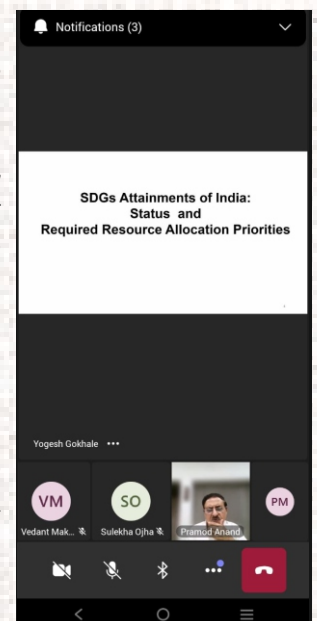 Notifications (3)
SDGs Attainments of India:
Status and
Required Resource Allocation Priorities
Yogesh Gokhale
VM
SO
PM
Vedant Mak...
Sulekha Ojha
Pramod Anand